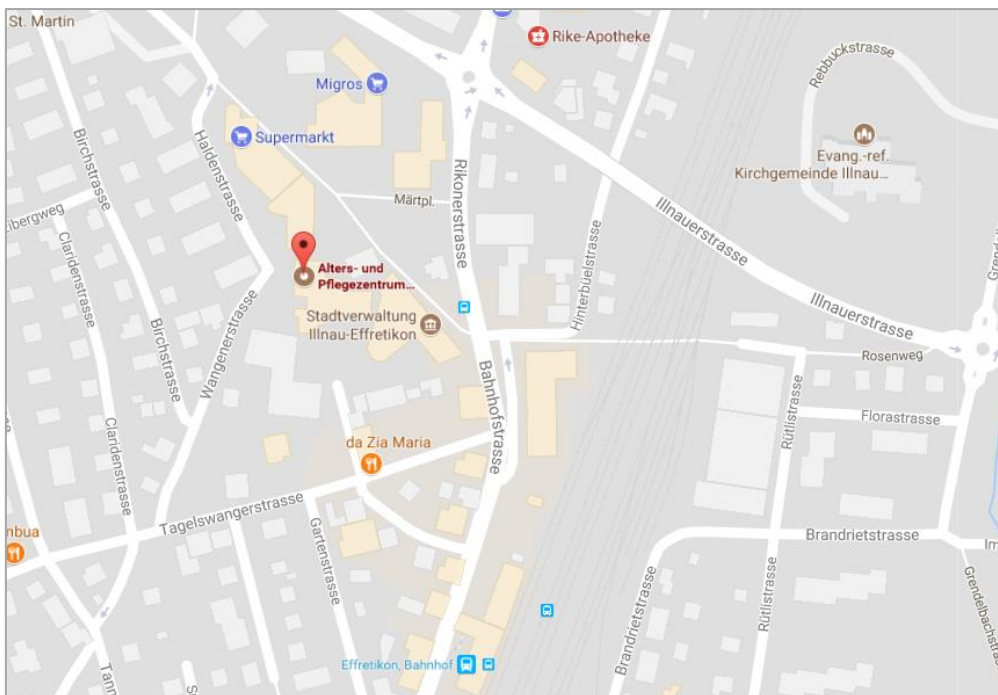 St. Martin
Rike-Apotheke
Rebbuckstrasse
Migros
Supermarkt
Birchstrasse
Haldenstrasse
Evang.-ref.
Kirchgemeinde Illnau...
Rikonerstrasse
Märtpl.
Illnauerstrasse
Claridenstrasse
Alters- und
Pflegezentrum...
Hinterbüelstrasse
Illnauerstrasse
Stadtverwaltung
Illnau-Effretikon
Birchstrasse
Wangenerstrasse
Bahnhofstrasse
Rosenweg
Rütlistrasse
Florastrasse
da Zia Maria
Claridenstrasse
Tagelswangerstrasse
Gartenstrasse
Brandrietstrasse
Brandrietstrasse
Rütlistrasse
Effretikon, Bahnhof